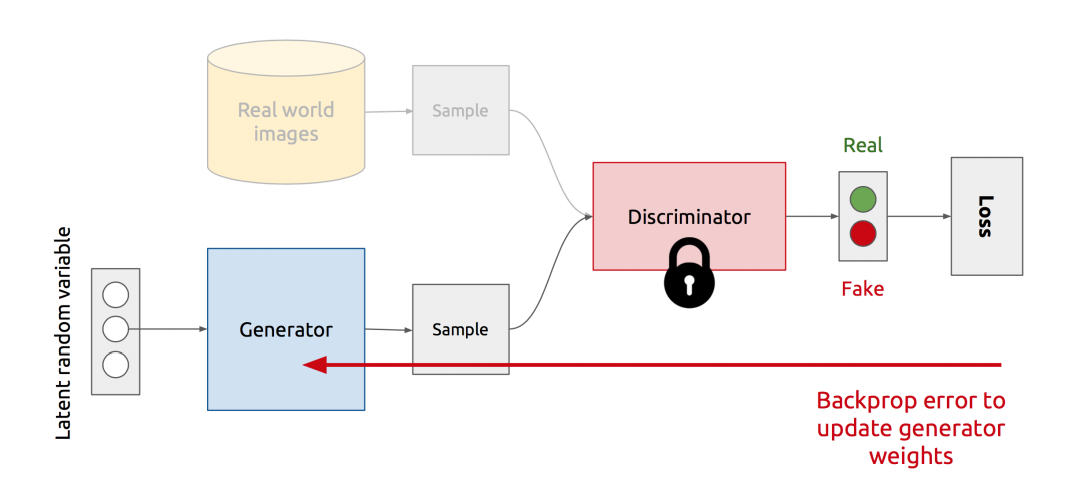 Real world
images
Sample
Real
Discriminator
Loss
Fake
Latent random variable
Generator
Sample
Backprop error to
update generator
weights